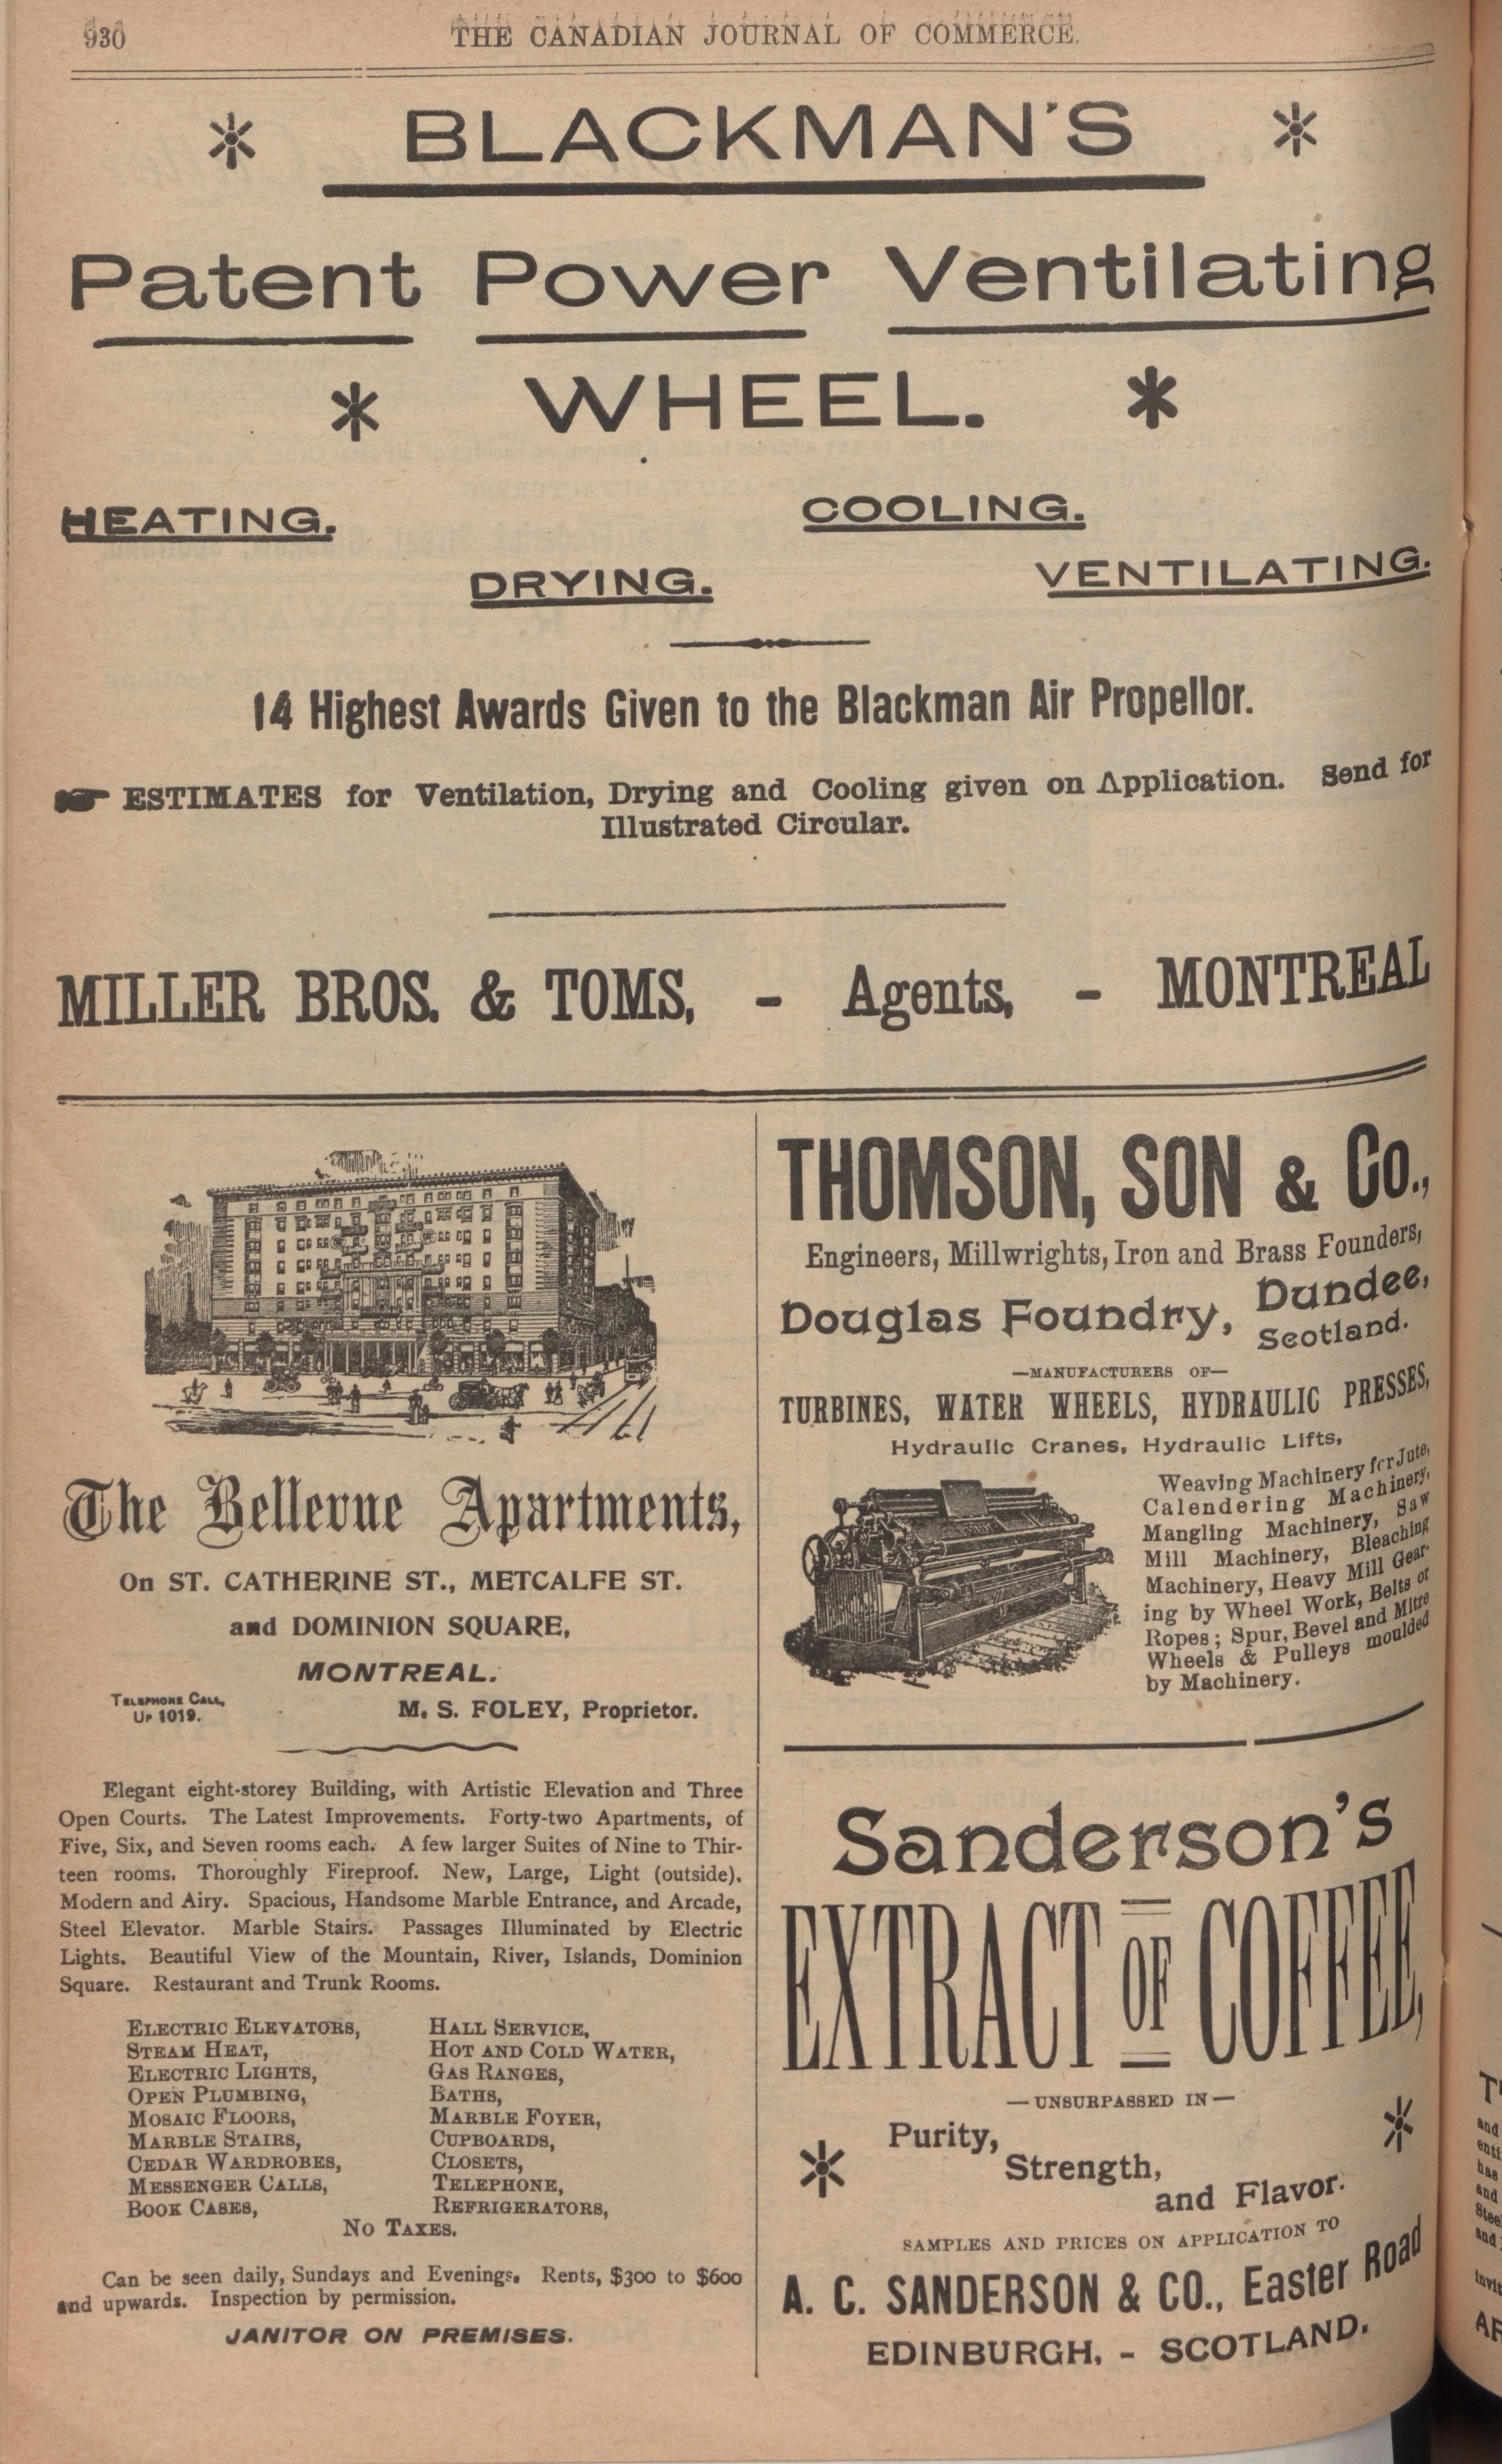 930
THE CANADIAN JOURNAL OF COMMERCE.
* BLACKMAN'S *
Patent Power Ventilating
* WHEEL. *
HEATING.
COOLING.
DRYING.
VENTILATING.
14 Highest Awards Given to the Blackman Air Propellor.
☛ ESTIMATES for Ventilation, Drying and Cooling given on Application. Send for
Illustrated Circular.
MILLER BROS. & TOMS, - Agents, - MONTREAL
The Bellevue Apartments,
On ST. CATHERINE ST., METCALFE ST.
and DOMINION SQUARE,
MONTREAL.
TELEPHONE CALL,
UP 1019.
M. S. FOLEY, Proprietor.
Elegant eight-storey Building, with Artistic Elevation and Three
Open Courts. The Latest Improvements. Forty-two Apartments, of
Five, Six, and Seven rooms each. A few larger Suites of Nine to Thir-
teen rooms. Thoroughly Fireproof. New, Large, Light (outside).
Modern and Airy. Spacious, Handsome Marble Entrance, and Arcade,
Steel Elevator. Marble Stairs. Passages Illuminated by Electric
Lights. Beautiful View of the Mountain, River, Islands, Dominion
Square. Restaurant and Trunk Rooms.
ELECTRIC ELEVATORS,
STEAM HEAT,
ELECTRIC LIGHTS,
OPEN PLUMBING,
MOSAIC FLOORS,
MARBLE STAIRS,
CEDAR WARDROBES,
MESSENGER CALLS,
BOOK CASES,
HALL SERVICE,
HOT AND COLD WATER,
GAS RANGES,
BATHS,
MARBLE FOYER,
CUPBOARDS,
CLOSETS,
TELEPHONE,
REFRIGERATORS,
NO TAXES.
Can be seen daily, Sundays and Evenings. Rents, $300 to $600
and upwards. Inspection by permission.
JANITOR ON PREMISES.
THOMSON, SON & Co.,
Engineers, Millwrights, Iron and Brass Founders,
Douglas Foundry, Dundee,
Scotland.
—MANUFACTURERS OF—
TURBINES, WATER WHEELS, HYDRAULIC PRESSES,
Hydraulic Cranes, Hydraulic Lifts,
Weaving Machinery for Jute,
Calendering Machinery,
Mangling Machinery, Saw
Mill Machinery, Bleaching
Machinery, Heavy Mill Gear-
ing by Wheel Work, Belts or
Ropes; Spur, Bevel and Mitre
Wheels & Pulleys moulded
by Machinery.
Sanderson's
EXTRACT OF COFFEE,
—UNSURPASSED IN—
Purity,
Strength,
and Flavor.
SAMPLES AND PRICES ON APPLICATION TO
A. C. SANDERSON & CO., Easter Road
EDINBURGH, - SCOTLAND.